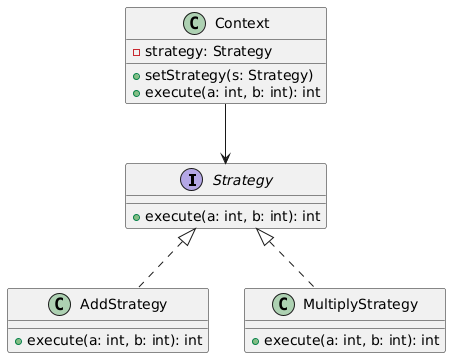 C Context
strategy: Strategy
setStrategy(s: Strategy)
execute(a: int, b: int): int
I Strategy
execute(a: int, b: int): int
C AddStrategy
execute(a: int, b: int): int
C MultiplyStrategy
execute(a: int, b: int): int